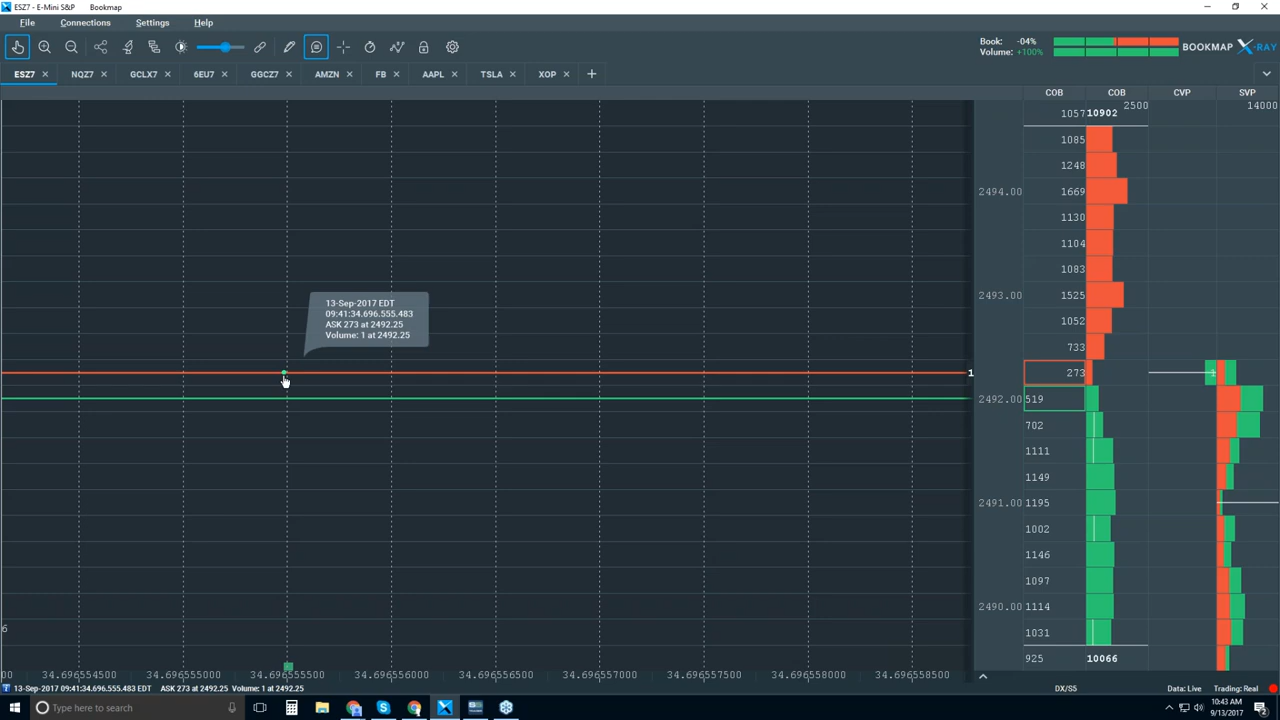 ESZ7 - E-Mini S&P Bookmap
File Connections Settings Help
Book: -04%
Volume: +100%
BOOKMAP X-RAY
ESZ7 NQZ7 GCLX7 6EU7 GGCZ7 AMZN FB AAPL TSLA XOP
COB COB CVP SVP
2500 14000
1057 10902
1085
1248
2494.00 1669
1130
1104
1083
2493.00 1525
1052
733
13-Sep-2017 EDT
09:41:34.696.555.483
ASK 273 at 2492.25
Volume: 1 at 2492.25
1 273 1
2492.00 519
702
1111
1149
2491.00 1195
1002
1146
1097
2490.00 1114
6 1031
925 10066
00 34.696554500 34.696555000 34.696555500 34.696556000 34.696556500 34.696557000 34.696557500 34.696558000 34.696558500
13-Sep-2017 09:41:34.696.555.483 EDT ASK 273 at 2492.25 Volume: 1 at 2492.25
DX/S5 Data: Live Trading: Real
Type here to search
10:43 AM
9/13/2017
2